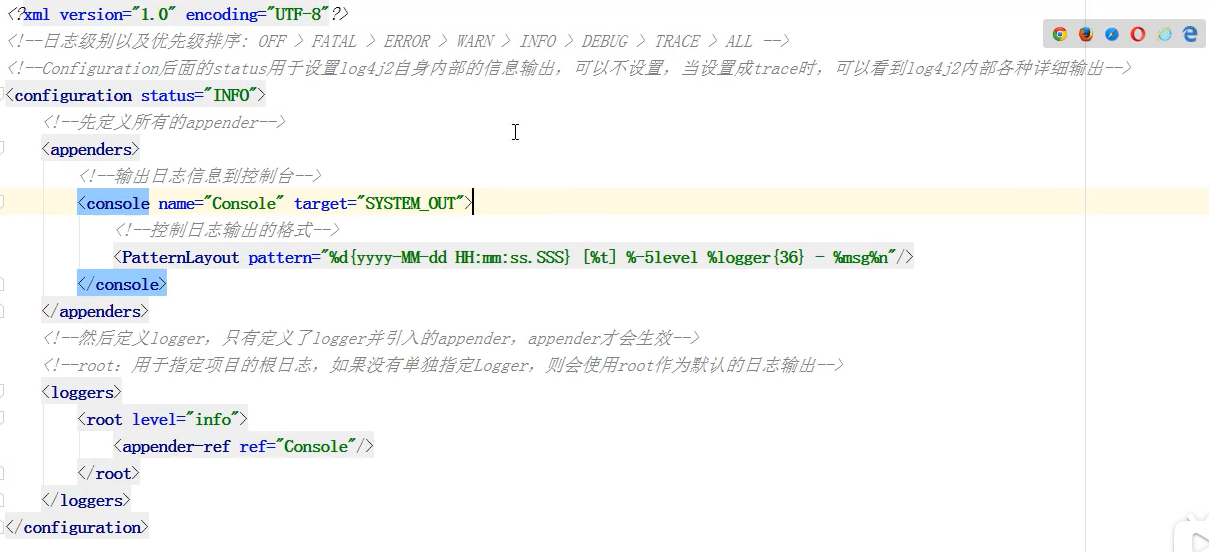 <?xml version="1.0" encoding="UTF-8"?>
<!--日志级别以及优先级排序: OFF > FATAL > ERROR > WARN > INFO > DEBUG > TRACE > ALL -->
<!--Configuration后面的status用于设置log4j2自身内部的信息输出，可以不设置，当设置成trace时，可以看到log4j2内部各种详细输出-->
<configuration status="INFO">
    <!--先定义所有的appender-->
    <appenders>
        <!--输出日志信息到控制台-->
        <console name="Console" target="SYSTEM_OUT">
            <!--控制日志输出的格式-->
            <PatternLayout pattern="%d{yyyy-MM-dd HH:mm:ss.SSS} [%t] %-5level %logger{36} - %msg%n"/>
        </console>
    </appenders>
    <!--然后定义logger，只有定义了logger并引入的appender，appender才会生效-->
    <!--root：用于指定项目的根日志，如果没有单独指定Logger，则会使用root作为默认的日志输出-->
    <loggers>
        <root level="info">
            <appender-ref ref="Console"/>
        </root>
    </loggers>
</configuration>